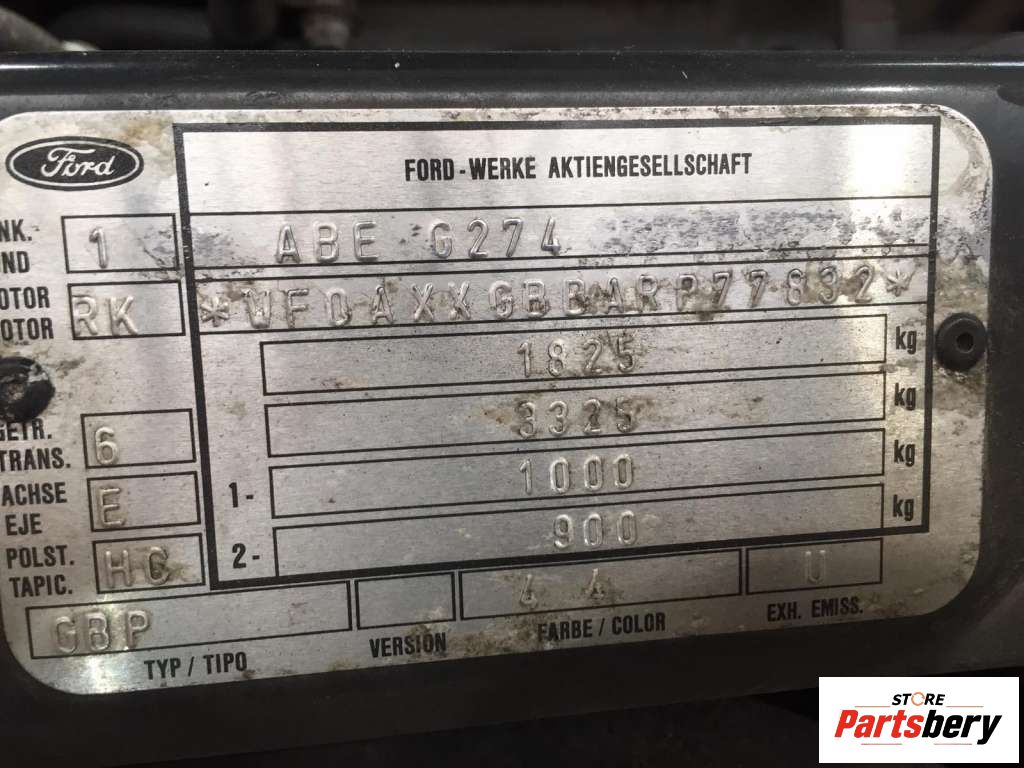 Ford
FORD-WERKE AKTIENGESELLSCHAFT
NK. 1 ABE G274
ND
OTOR RK *WF0AXXGBBARP77832*
OTOR
1825 kg
3325 kg
GETR. 6
TRANS.
1- 1000 kg
ACHSE E
EJE
2- 900 kg
POLST. HC
TAPIC.
GBP 4 4 U
TYP / TIPO VERSION FARBE / COLOR EXH. EMISS.
STORE
Partsbery